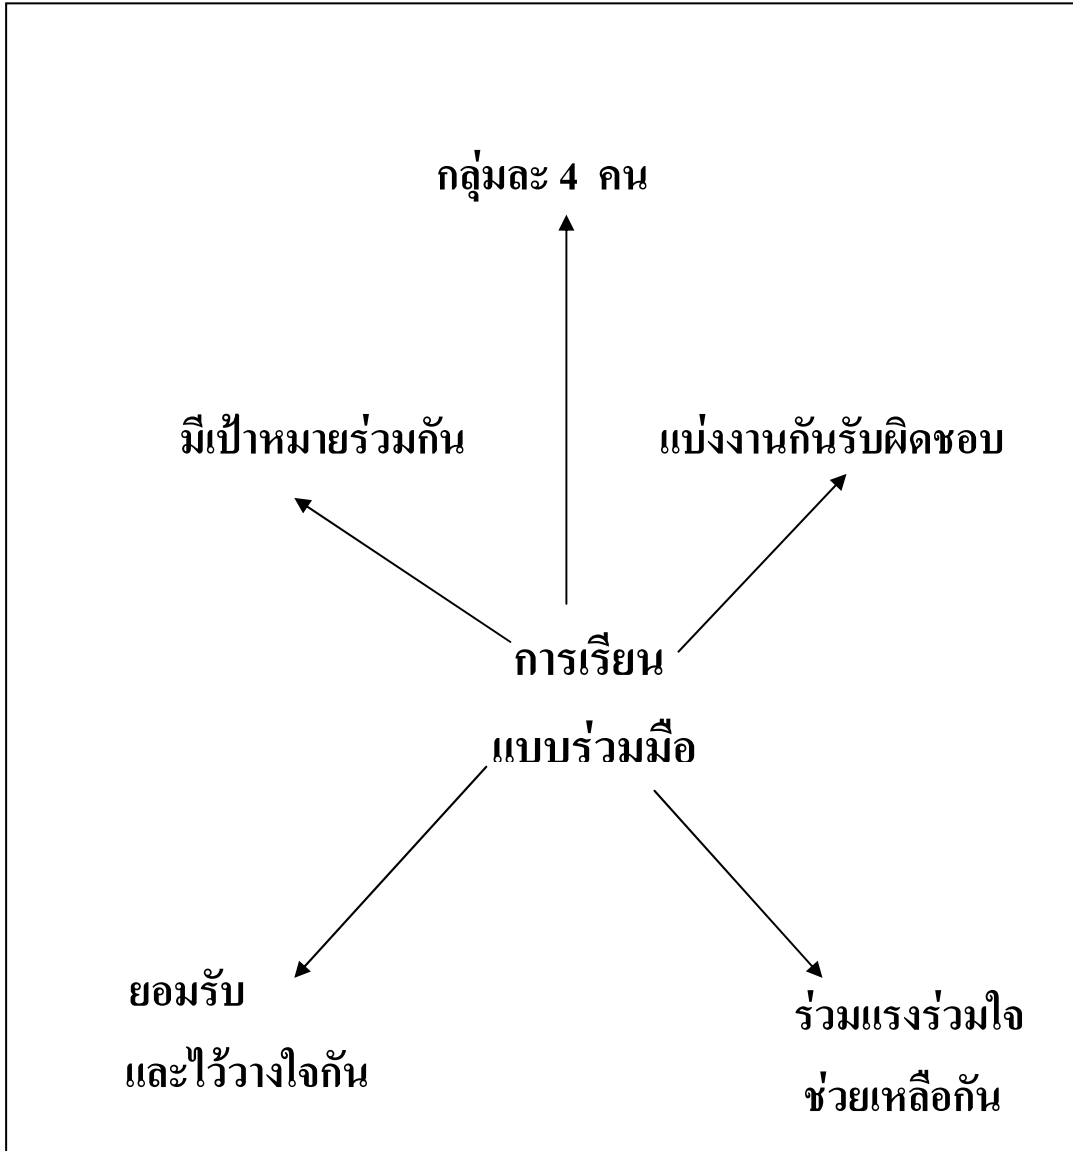 กลุ่มละ 4 คน
มีเป้าหมายร่วมกัน
แบ่งงานกันรับผิดชอบ
การเรียน
แบบร่วมมือ
ยอมรับ
และไว้วางใจกัน
ร่วมแรงร่วมใจ
ช่วยเหลือกัน